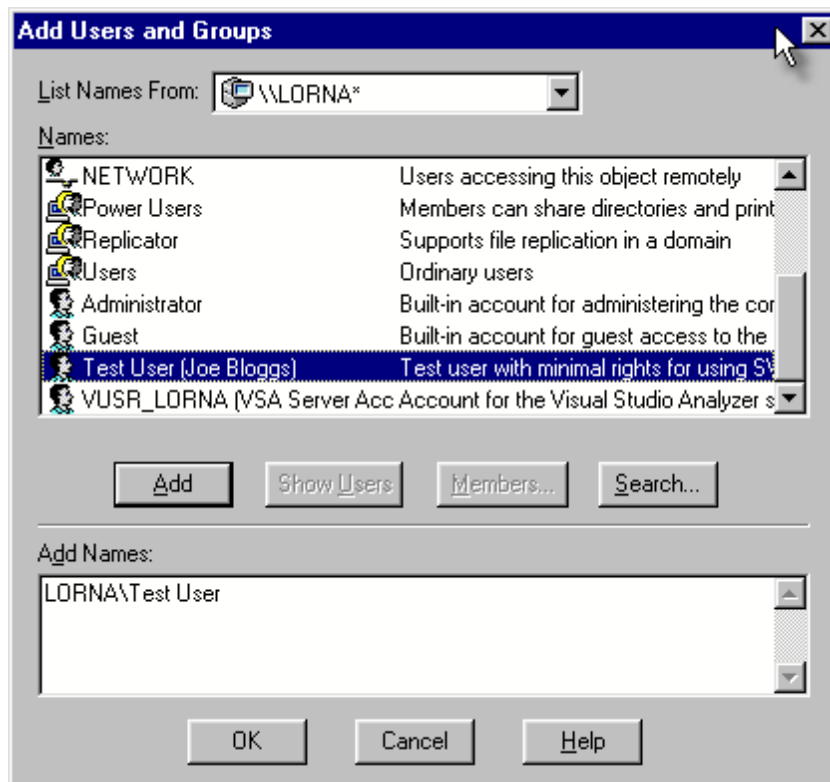 Add Users and Groups
List Names From: \\LORNA*
Names:
NETWORK Users accessing this object remotely
Power Users Members can share directories and print
Replicator Supports file replication in a domain
Users Ordinary users
Administrator Built-in account for administering the cor
Guest Built-in account for guest access to the
Test User (Joe Bloggs) Test user with minimal rights for using SV
VUSR_LORNA (VSA Server Acc Account for the Visual Studio Analyzer s
Add Show Users Members... Search...
Add Names:
LORNA\Test User
OK Cancel Help